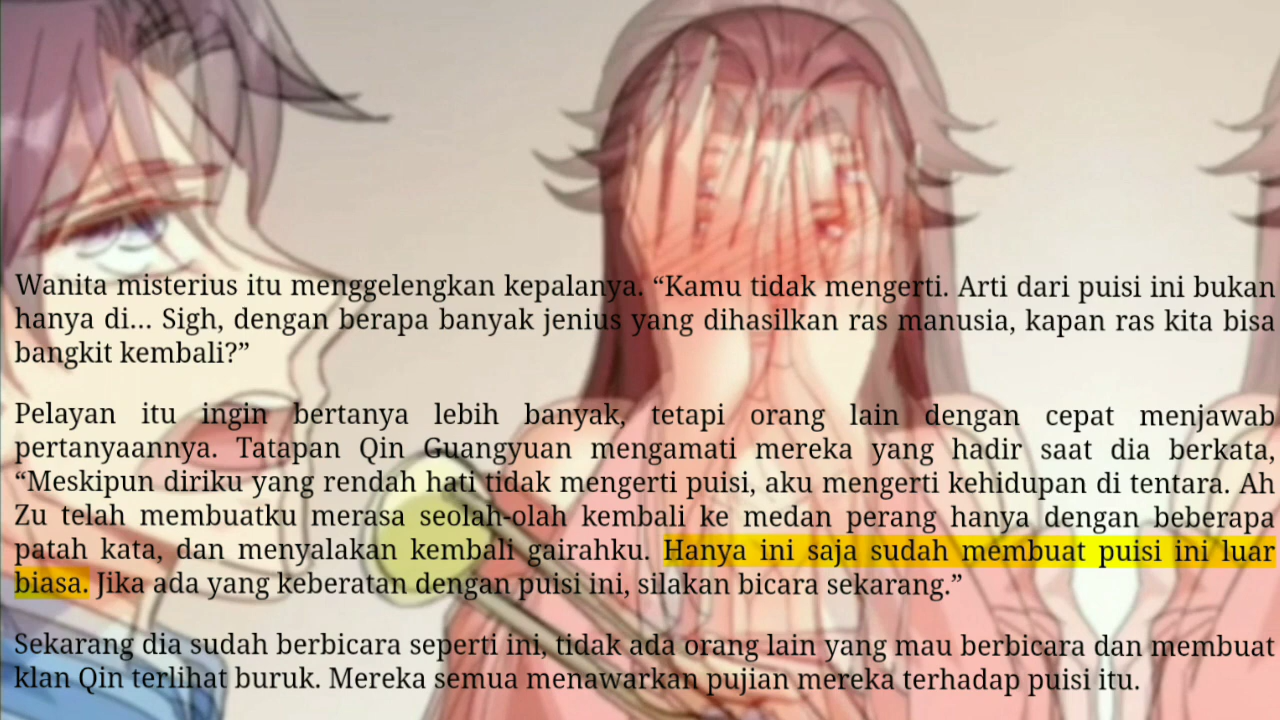 Wanita misterius itu menggelengkan kepalanya. “Kamu tidak mengerti. Arti dari puisi ini bukan
hanya di... Sigh, dengan berapa banyak jenius yang dihasilkan ras manusia, kapan ras kita bisa
bangkit kembali?”
Pelayan itu ingin bertanya lebih banyak, tetapi orang lain dengan cepat menjawab
pertanyaannya. Tatapan Qin Guangyuan mengamati mereka yang hadir saat dia berkata,
“Meskipun diriku yang rendah hati tidak mengerti puisi, aku mengerti kehidupan di tentara. Ah
Zu telah membuatku merasa seolah-olah kembali ke medan perang hanya dengan beberapa
patah kata, dan menyalakan kembali gairahku. Hanya ini saja sudah membuat puisi ini luar
biasa. Jika ada yang keberatan dengan puisi ini, silakan bicara sekarang.”
Sekarang dia sudah berbicara seperti ini, tidak ada orang lain yang mau berbicara dan membuat
klan Qin terlihat buruk. Mereka semua menawarkan pujian mereka terhadap puisi itu.